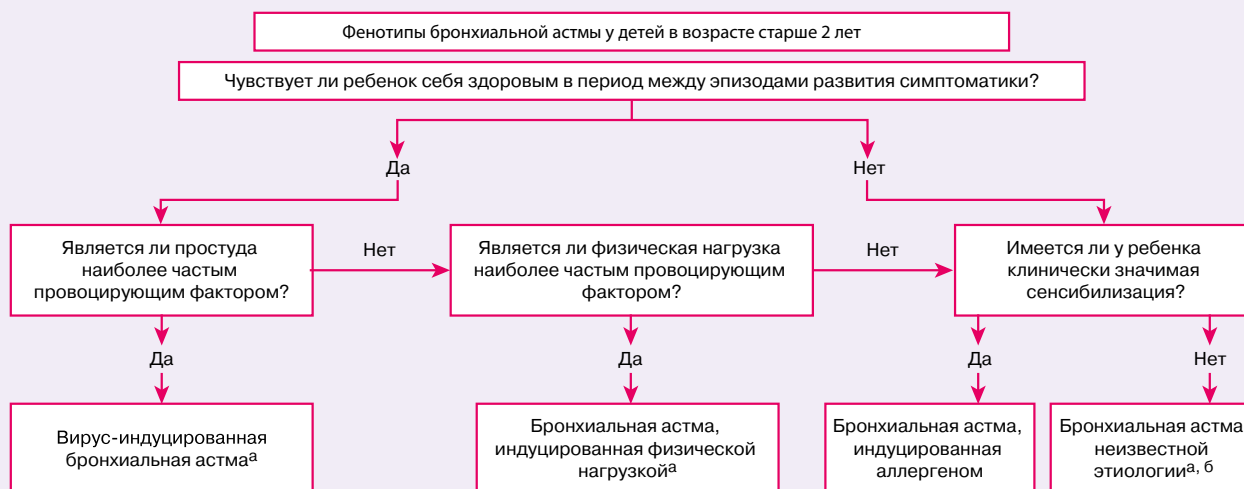 Фенотипы бронхиальной астмы у детей в возрасте старше 2 лет
Чувствует ли ребенок себя здоровым в период между эпизодами развития симптоматики?
Да
Нет
Является ли простуда
наиболее частым
провоцирующим фактором?
Нет
Является ли физическая нагрузка
наиболее частым провоцирующим
фактором?
Нет
Имеется ли у ребенка
клинически значимая
сенсибилизация?
Да
Да
Да
Нет
Вирус-индуцированная
бронхиальная астмаᵃ
Бронхиальная астма,
индуцированная физической
нагрузкойᵃ
Бронхиальная астма,
индуцированная
аллергеном
Бронхиальная астма
неизвестной
этиологииᵃ, ᵇ